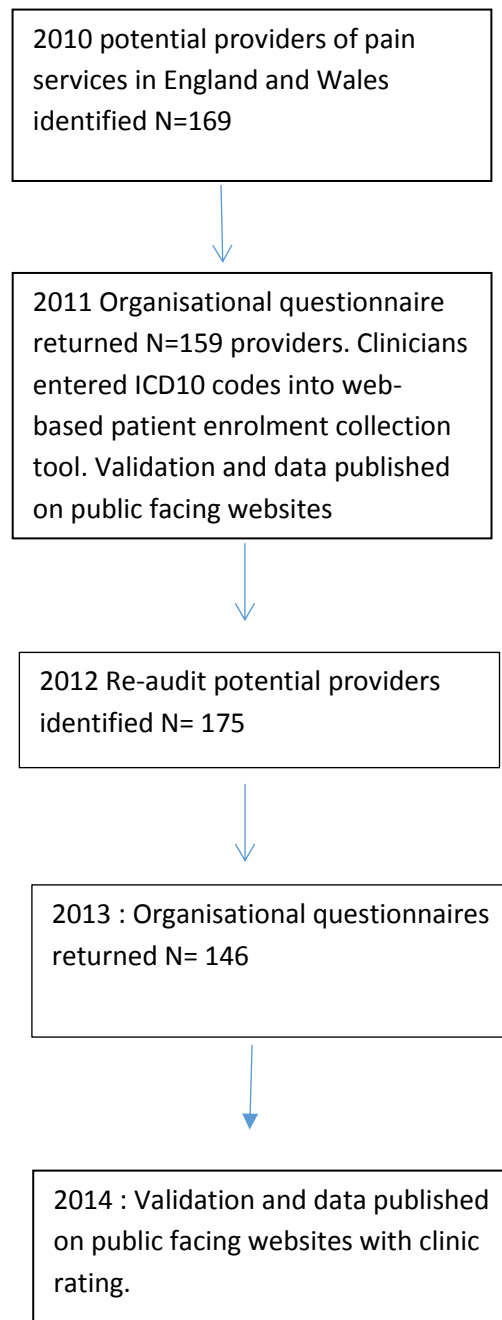 2010 potential providers of pain
services in England and Wales
identified N=169
2011 Organisational questionnaire
returned N=159 providers. Clinicians
entered ICD10 codes into web-
based patient enrolment collection
tool. Validation and data published
on public facing websites
2012 Re-audit potential providers
identified N= 175
2013 : Organisational questionnaires
returned N= 146
2014 : Validation and data published
on public facing websites with clinic
rating.